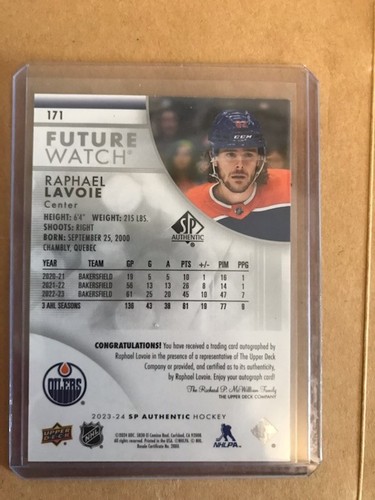 171
FUTURE
WATCH®
RAPHAEL
LAVOIE
Center
HEIGHT: 6'4" WEIGHT: 215 LBS.
SHOOTS: RIGHT
BORN: SEPTEMBER 25, 2000
CHAMBLY, QUEBEC
SP
AUTHENTIC
YEAR TEAM GP G A PTS +/- PIM PPG
2020-21 BAKERSFIELD 19 5 5 10 1 16 1
2021-22 BAKERSFIELD 56 13 13 26 8 14 1
2022-23 BAKERSFIELD 61 25 20 45 10 47 7
3 AHL SEASONS 136 43 38 81 19 77 9
CONGRATULATIONS! You have received a trading card autographed by
Raphael Lavoie in the presence of a representative of The Upper Deck
Company or provided, and certified as to its authenticity,
by Raphael Lavoie. Enjoy your autograph card!
The Richard P. McWilliam Family
THE UPPER DECK COMPANY
OILERS
2023-24 SP AUTHENTIC HOCKEY
UPPER DECK
NHL
NHLPA